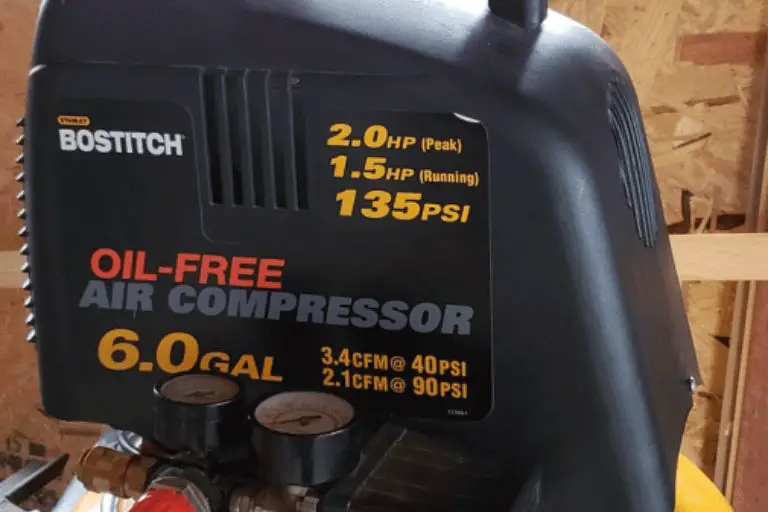 STANLEY
BOSTITCH
2.0HP (Peak)
1.5HP (Running)
135PSI
OIL-FREE
AIR COMPRESSOR
6.0GAL
3.4CFM@ 40PSI
2.1CFM@ 90PSI